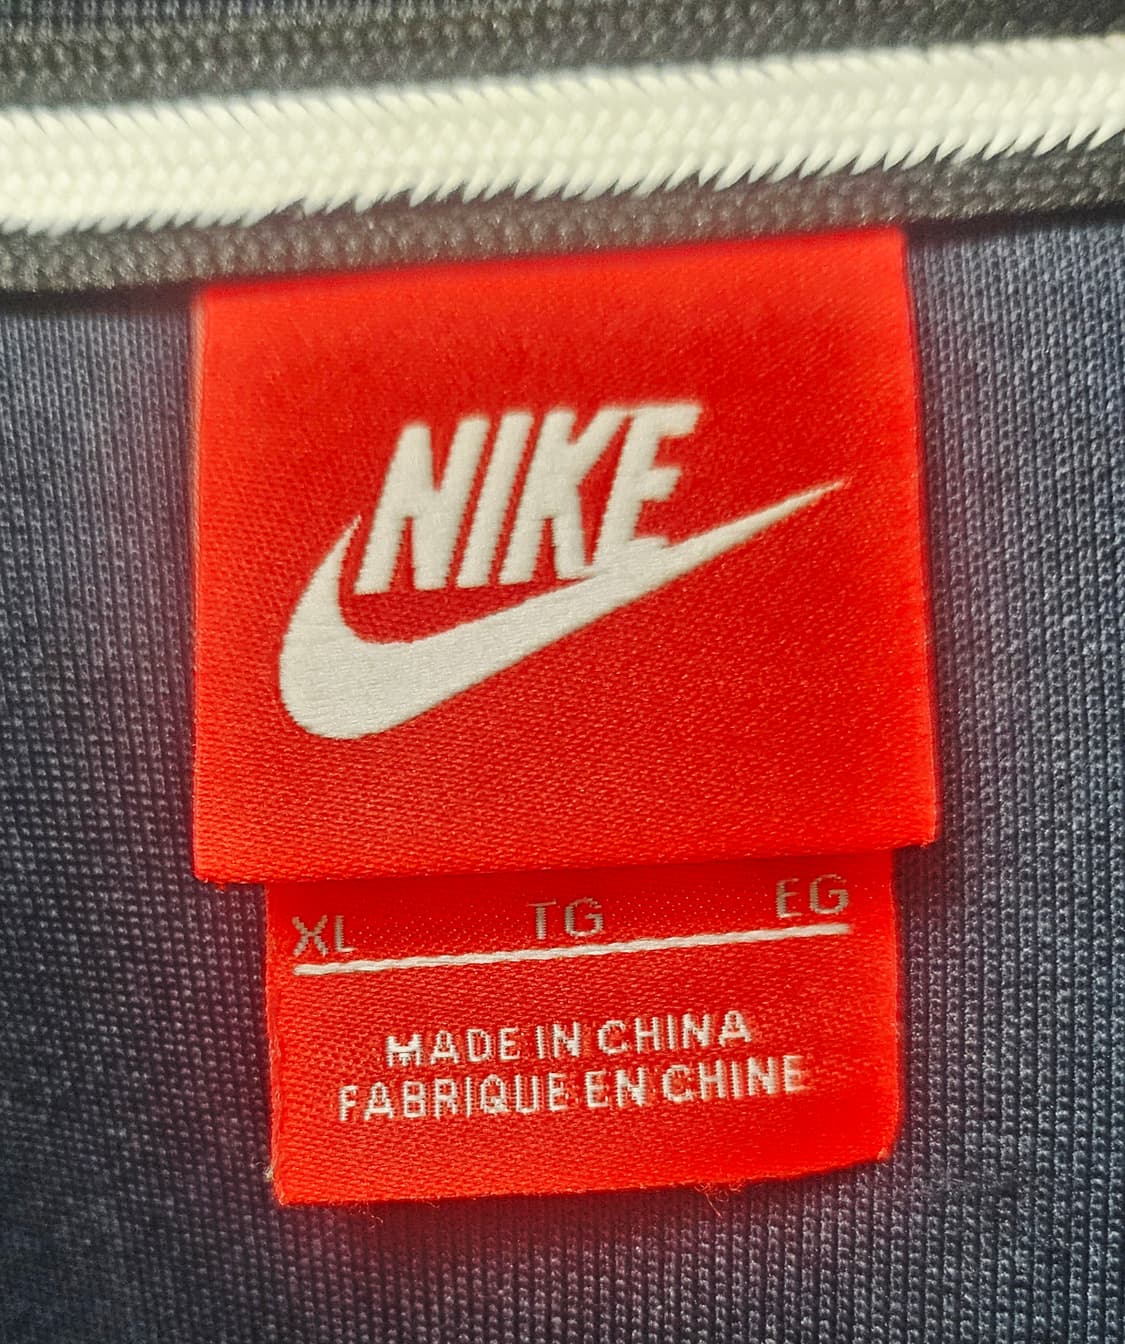 NIKE
XL TG EG
MADE IN CHINA
FABRIQUE EN CHINE